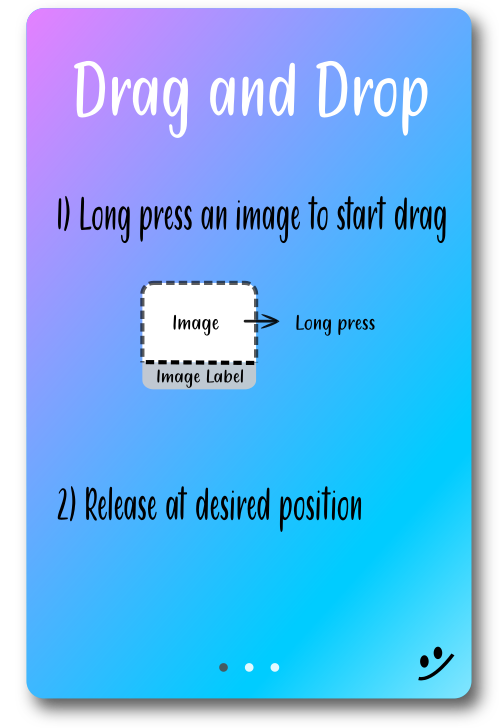 Drag and Drop
1) Long press an image to start drag
Image
Long press
Image Label
2) Release at desired position